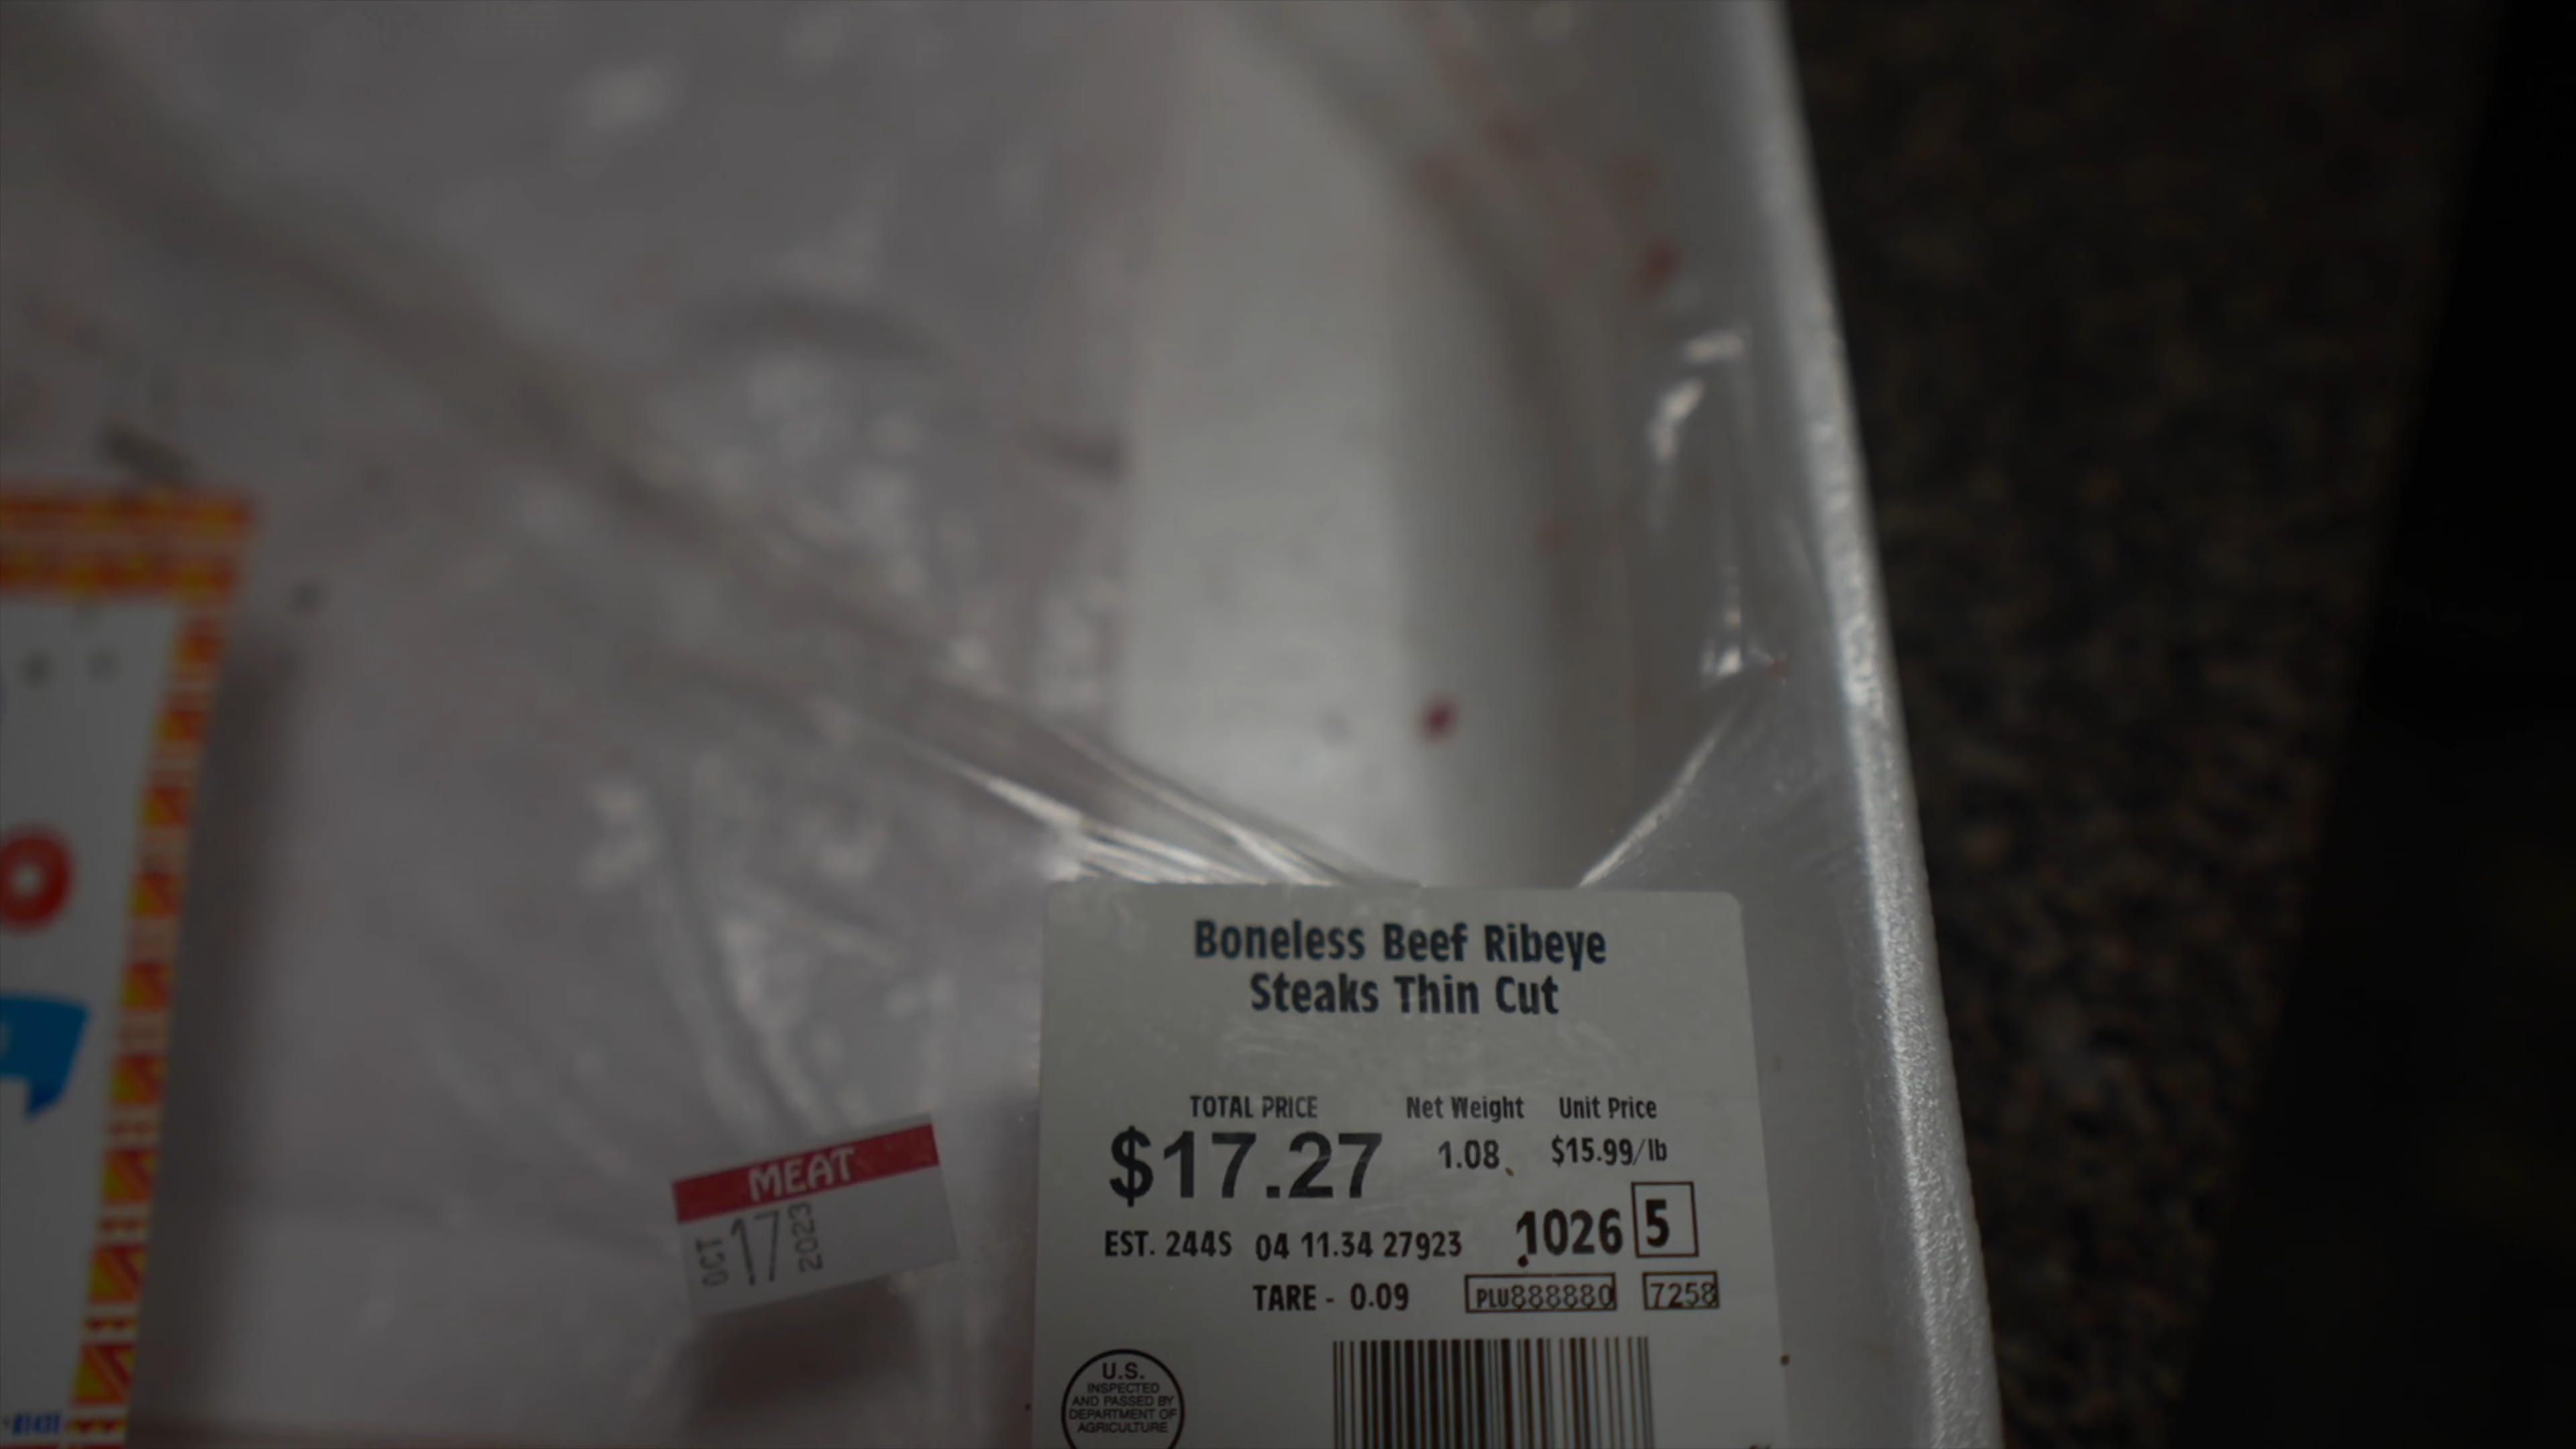 Boneless Beef Ribeye
Steaks Thin Cut
TOTAL PRICE Net Weight Unit Price
$17.27 1.08 $15.99/lb
EST. 244S 04 11.34 27923 1026 5
TARE - 0.09 PLU888880 7258
U.S.
INSPECTED
AND PASSED BY
DEPARTMENT OF
AGRICULTURE
MEAT
OCT 17 2023